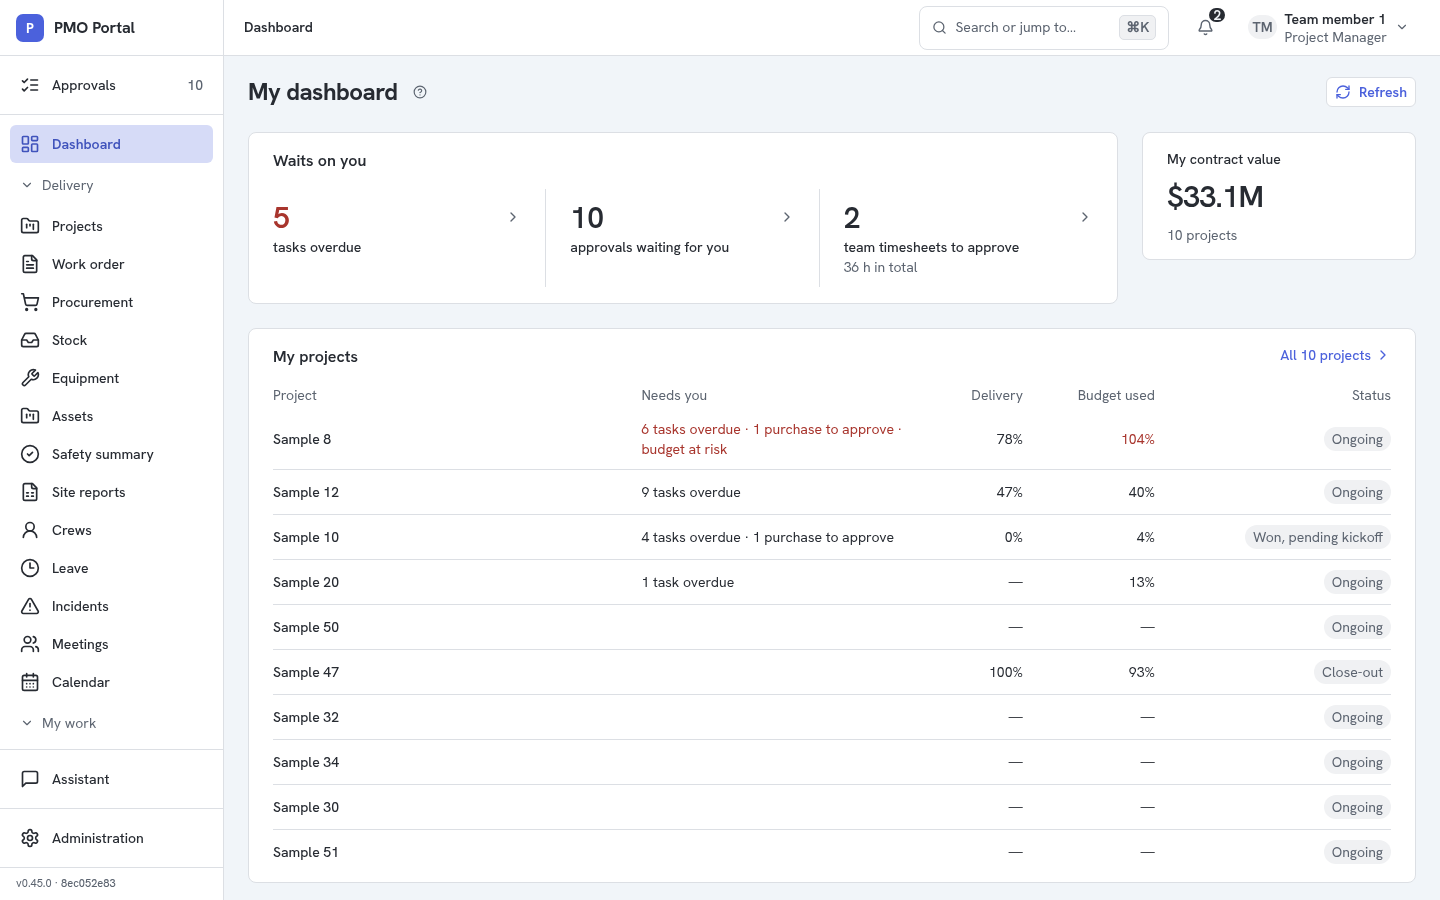 P PMO Portal
Dashboard
Search or jump to... ⌘K
2
TM
Team member 1
Project Manager
Approvals 10
Dashboard
Delivery
Projects
Work order
Procurement
Stock
Equipment
Assets
Safety summary
Site reports
Crews
Leave
Incidents
Meetings
Calendar
My work
Assistant
Administration
v0.45.0 · 8ec052e83
My dashboard
Refresh
Waits on you
5
tasks overdue
10
approvals waiting for you
2
team timesheets to approve
36 h in total
My contract value
$33.1M
10 projects
My projects
All 10 projects
Project Needs you Delivery Budget used Status
Sample 8 6 tasks overdue · 1 purchase to approve · 78% 104% Ongoing
budget at risk
Sample 12 9 tasks overdue 47% 40% Ongoing
Sample 10 4 tasks overdue · 1 purchase to approve 0% 4% Won, pending kickoff
Sample 20 1 task overdue — 13% Ongoing
Sample 50 — — Ongoing
Sample 47 100% 93% Close-out
Sample 32 — — Ongoing
Sample 34 — — Ongoing
Sample 30 — — Ongoing
Sample 51 — — Ongoing